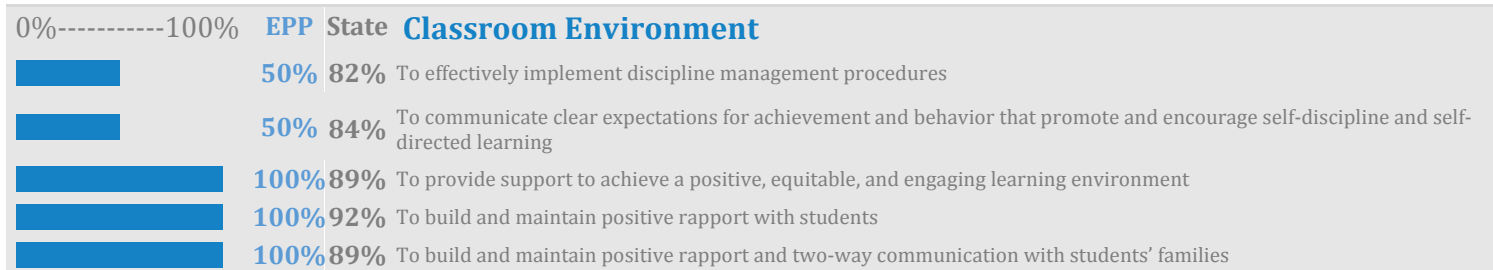 0%-----------100% EPP State Classroom Environment
50% 82% To effectively implement discipline management procedures
50% 84% To communicate clear expectations for achievement and behavior that promote and encourage self-discipline and self-
directed learning
100% 89% To provide support to achieve a positive, equitable, and engaging learning environment
100% 92% To build and maintain positive rapport with students
100% 89% To build and maintain positive rapport and two-way communication with students’ families